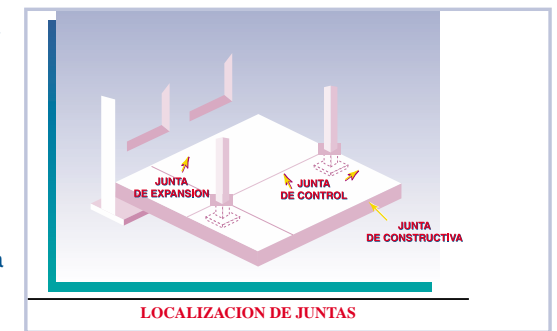 JUNTA
DE EXPANSION
JUNTA
DE CONTROL
JUNTA
DE CONSTRUCTIVA
LOCALIZACION DE JUNTAS